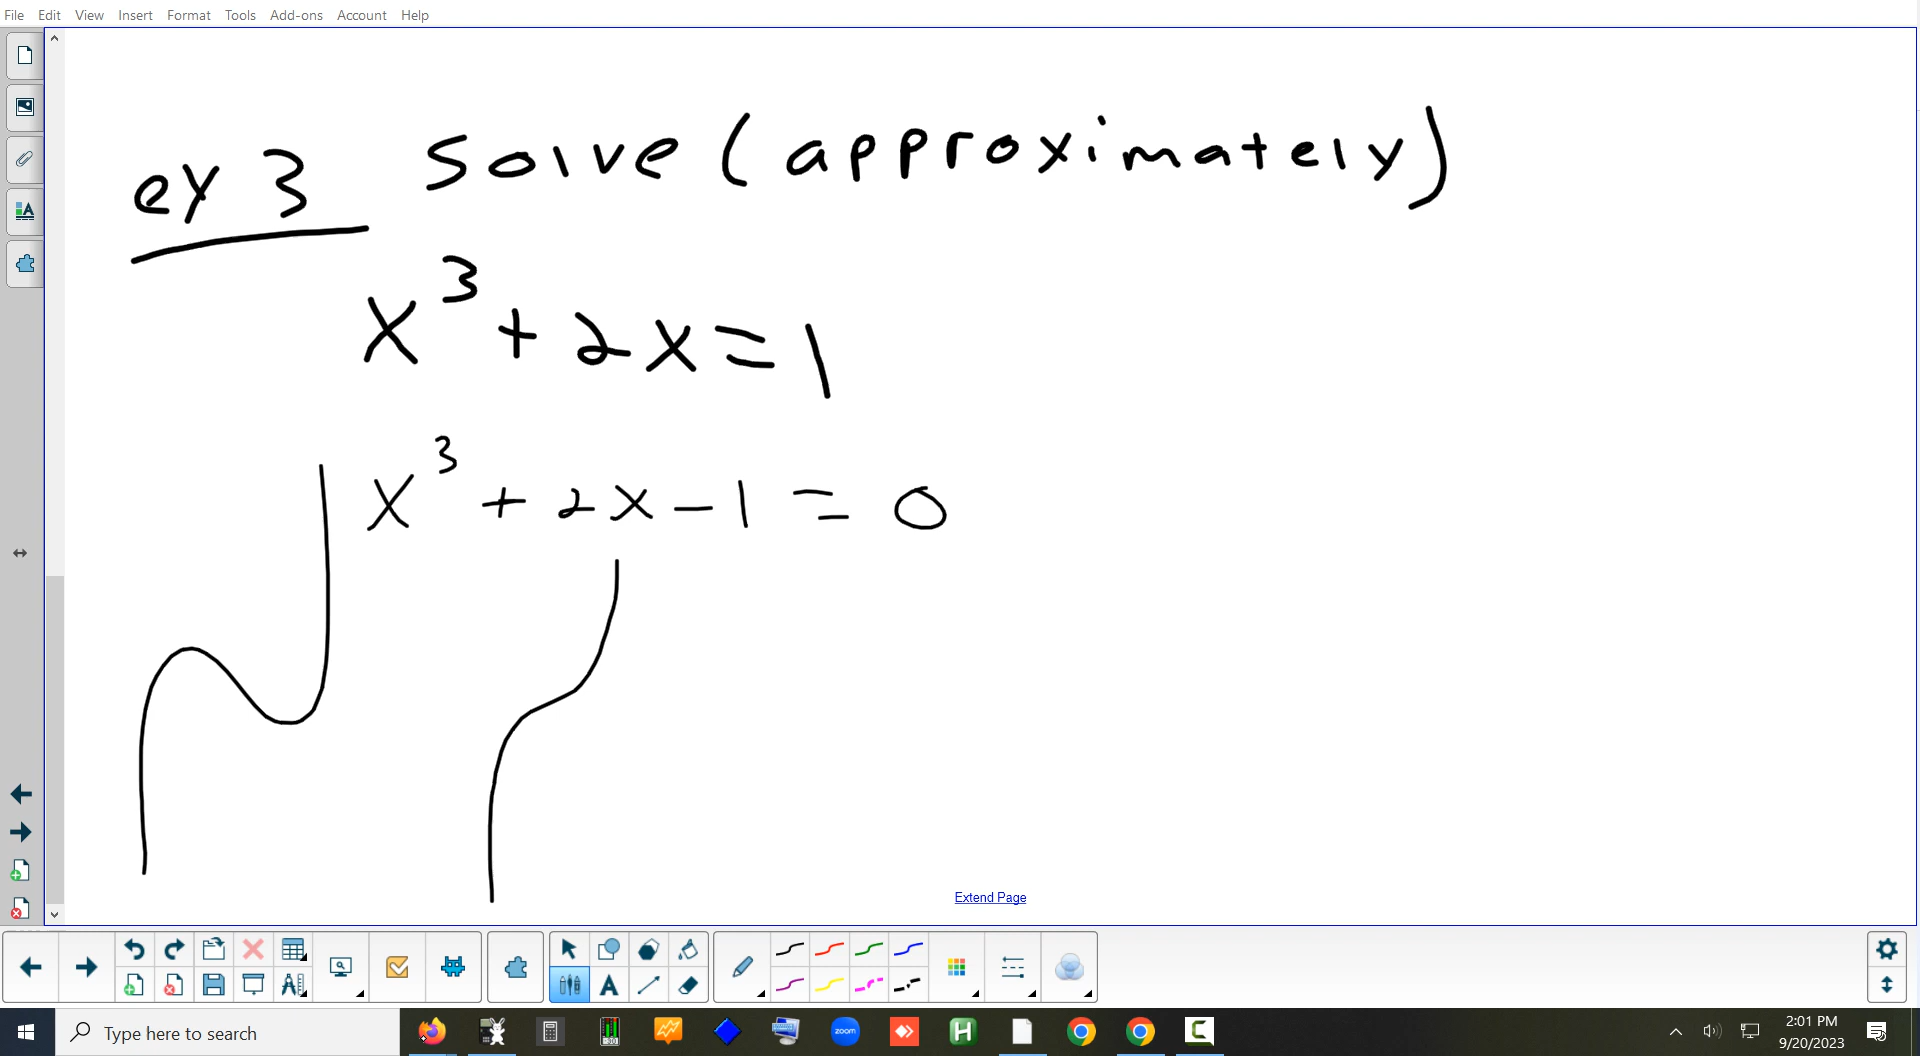 File Edit View Insert Format Tools Add-ons Account Help
ex 3 solve (approximately)
x³ + 2x = 1
x³ + 2x - 1 = 0
Extend Page
A
A
Type here to search
zoom
H
C
2:01 PM
9/20/2023